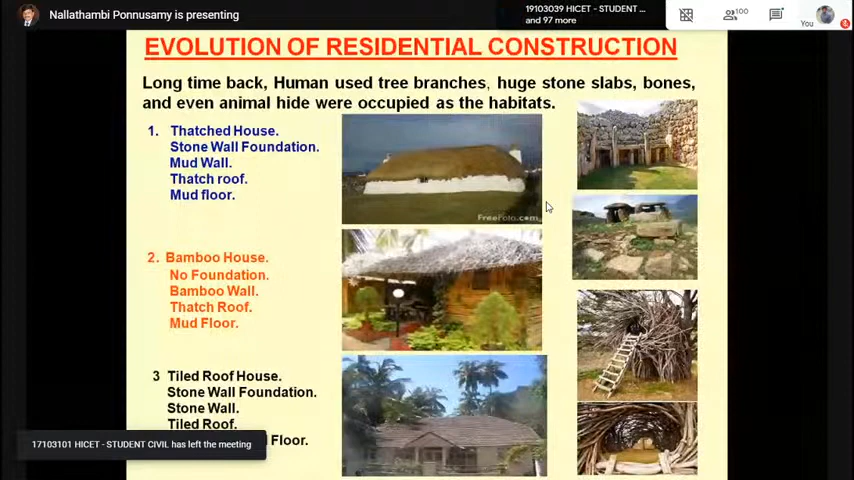 Nallathambi Ponnusamy is presenting
19103039 HICET - STUDENT ...
and 97 more
100
You
EVOLUTION OF RESIDENTIAL CONSTRUCTION
Long time back, Human used tree branches, huge stone slabs, bones,
and even animal hide were occupied as the habitats.
1. Thatched House.
Stone Wall Foundation.
Mud Wall.
Thatch roof.
Mud floor.
FreeFoto.com
2. Bamboo House.
No Foundation.
Bamboo Wall.
Thatch Roof.
Mud Floor.
3 Tiled Roof House.
Stone Wall Foundation.
Stone Wall.
Tiled Roof.
Floor.
17103101 HICET - STUDENT CIVIL has left the meeting